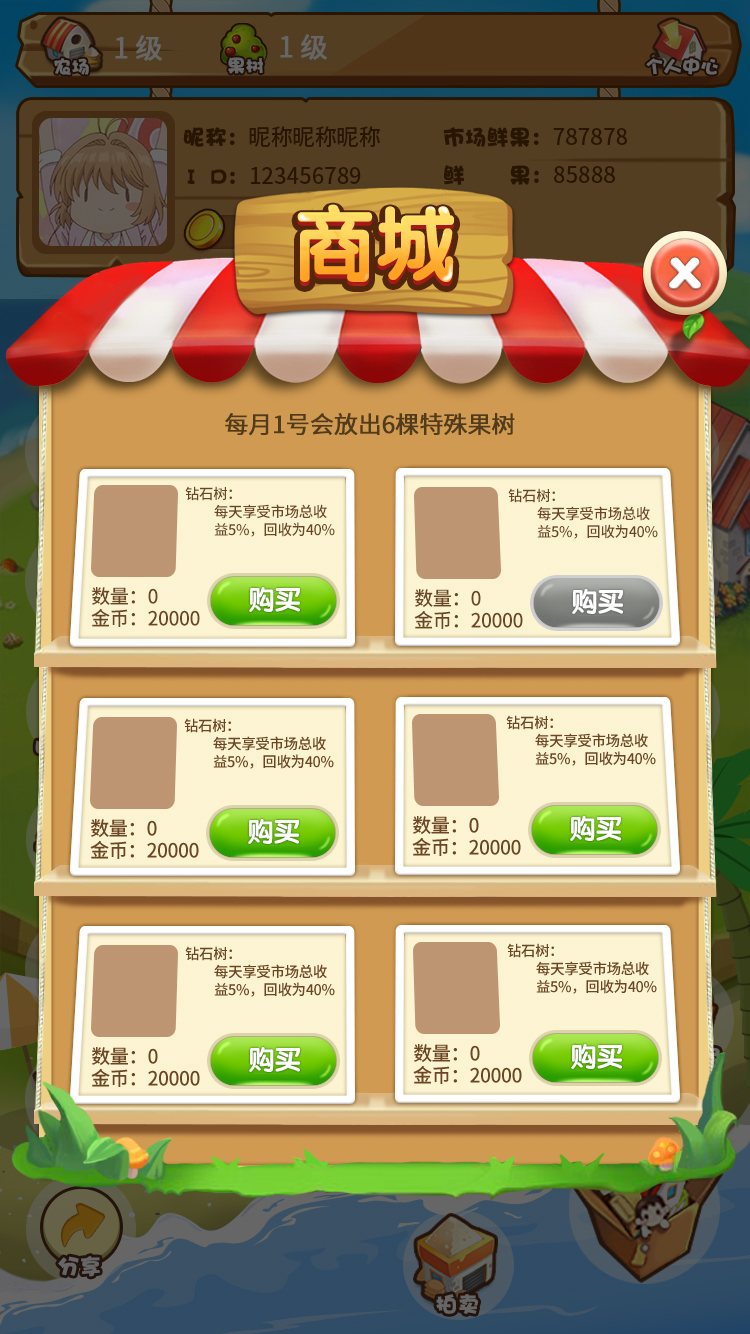 1级
1级
农场
果树
个人中心
昵称：昵称昵称昵称
市场鲜果：787878
I D：123456789
鲜 果：85888
商城
每月1号会放出6棵特殊果树
钻石树：
每天享受市场总收
益5%，回收为40%
数量：0
金币：20000
购买
钻石树：
每天享受市场总收
益5%，回收为40%
数量：0
金币：20000
购买
钻石树：
每天享受市场总收
益5%，回收为40%
数量：0
金币：20000
购买
钻石树：
每天享受市场总收
益5%，回收为40%
数量：0
金币：20000
购买
钻石树：
每天享受市场总收
益5%，回收为40%
数量：0
金币：20000
购买
钻石树：
每天享受市场总收
益5%，回收为40%
数量：0
金币：20000
购买
分享
拍卖